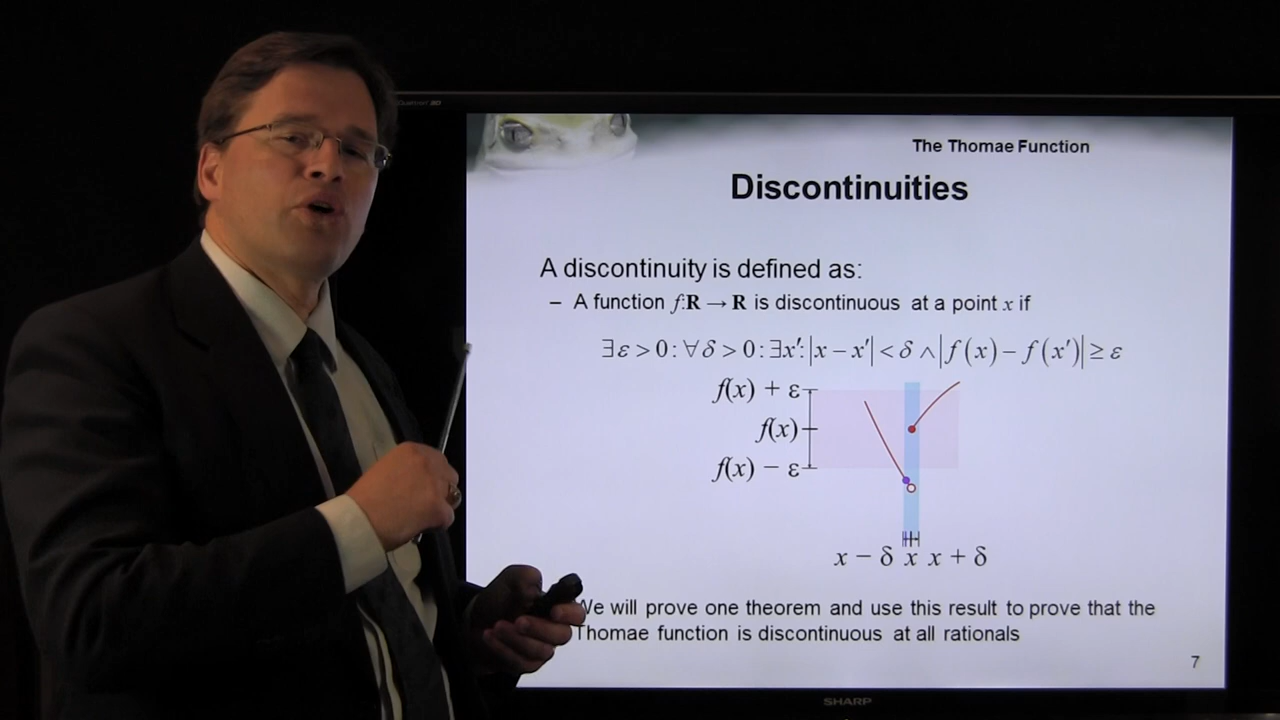 Quattron 3D
The Thomae Function
Discontinuities
A discontinuity is defined as:
– A function f:R → R is discontinuous at a point x if
∃ε > 0 : ∀δ > 0 : ∃x′: |x − x′| < δ ∧ |f(x) − f(x′)| ≥ ε
f(x) + ε
f(x)
f(x) − ε
x − δ x x + δ
We will prove one theorem and use this result to prove that the
Thomae function is discontinuous at all rationals
7
SHARP